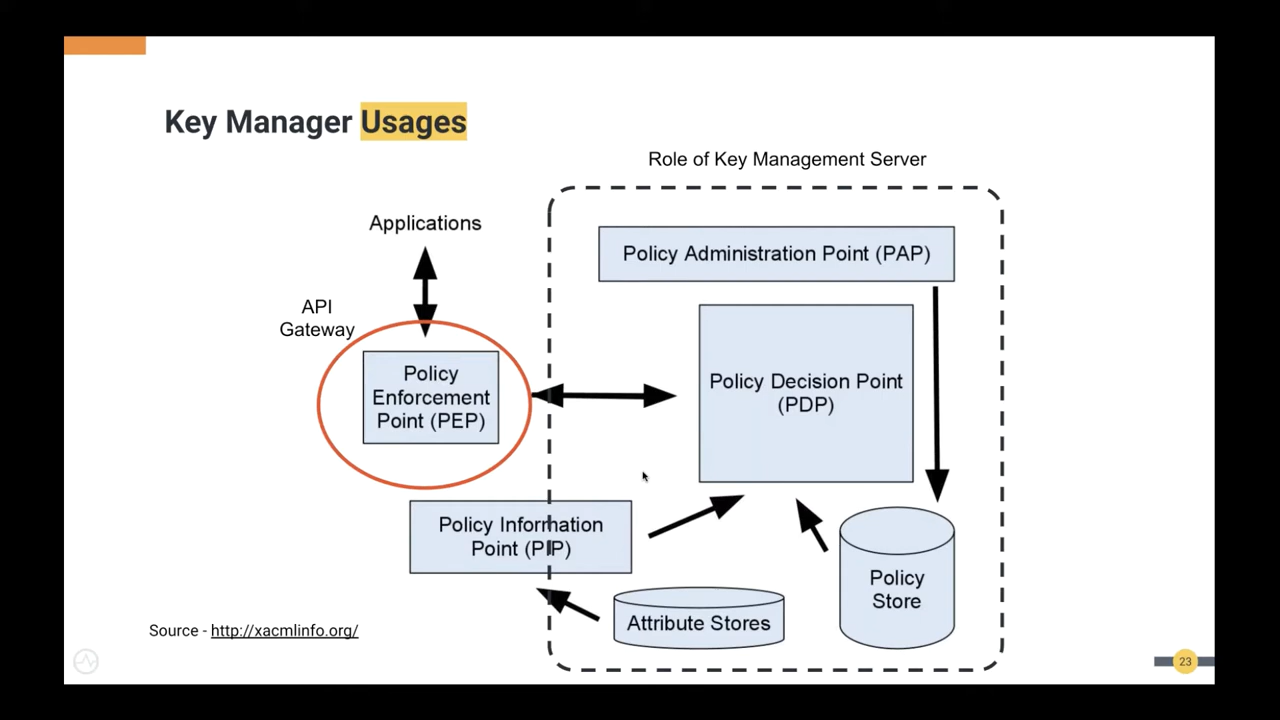 Key Manager Usages
Role of Key Management Server
Applications
Policy Administration Point (PAP)
API
Gateway
Policy
Enforcement
Point (PEP)
Policy Decision Point
(PDP)
Policy Information
Point (PIP)
Policy
Store
Attribute Stores
Source - http://xacmlinfo.org/
23